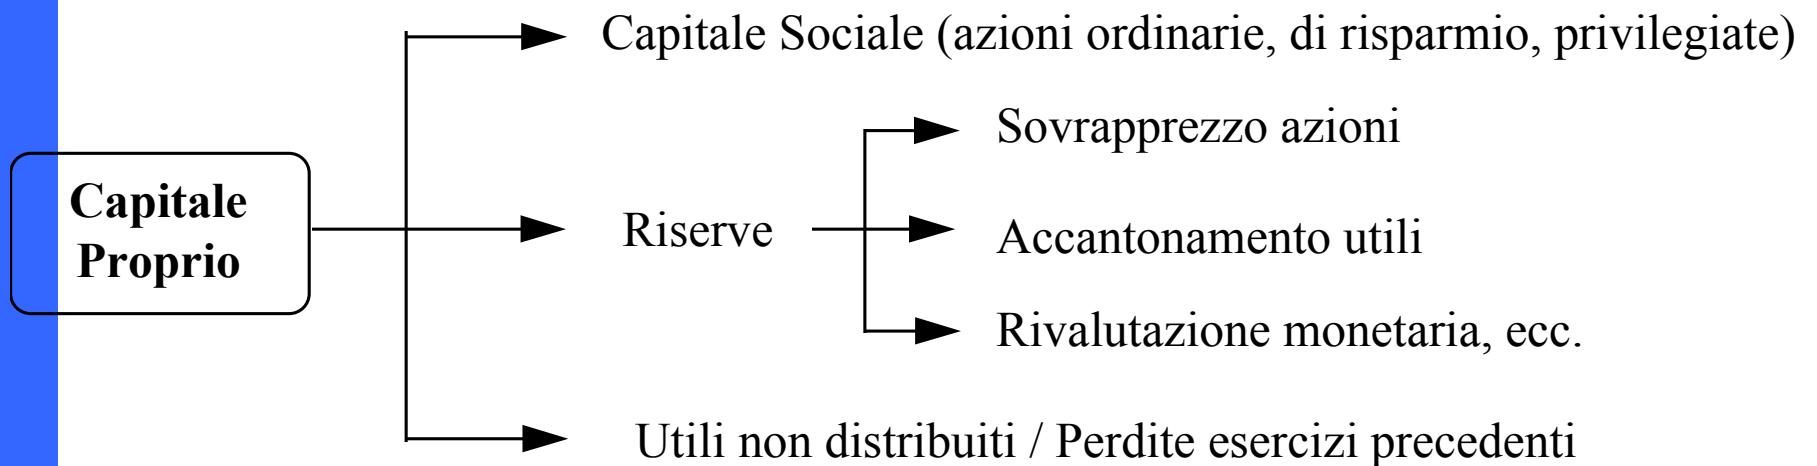 Capitale Sociale (azioni ordinarie, di risparmio, privilegiate)
Sovrapprezzo azioni
Capitale
Proprio
Riserve
Accantonamento utili
Rivalutazione monetaria, ecc.
Utili non distribuiti / Perdite esercizi precedenti